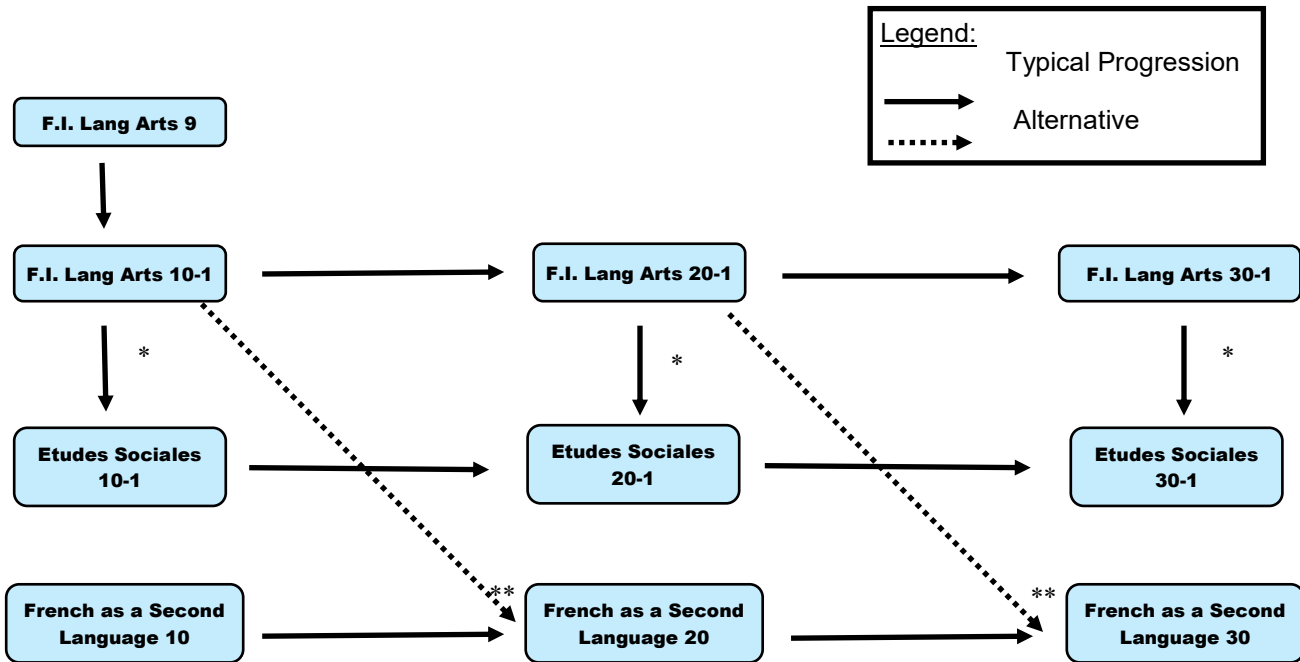 Legend:
Typical Progression
Alternative
F.I. Lang Arts 9
F.I. Lang Arts 10-1
F.I. Lang Arts 20-1
F.I. Lang Arts 30-1
*
*
*
Etudes Sociales
10-1
Etudes Sociales
20-1
Etudes Sociales
30-1
**
**
French as a Second
Language 10
French as a Second
Language 20
French as a Second
Language 30